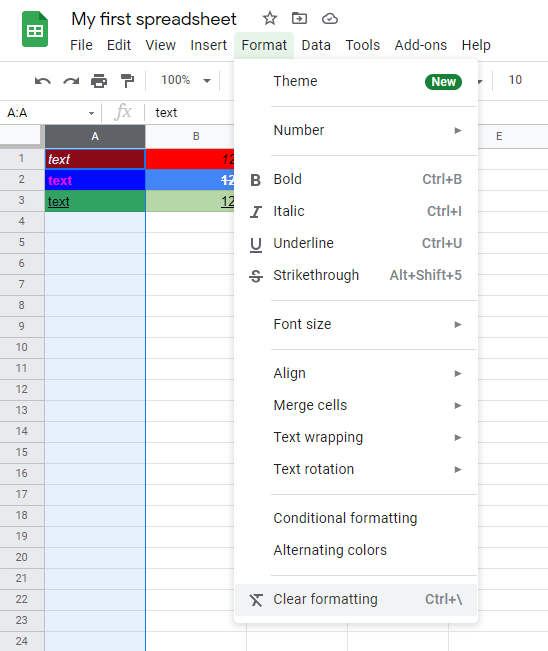 My first spreadsheet
File Edit View Insert Format Data Tools Add-ons Help
100% 10
A:A fx text
A B E
1 text 12
2 text 12
3 text 12
4
5
6
7
8
9
10
11
12
13
14
15
16
17
18
19
20
21
22
23
24
Theme New
Number
B Bold Ctrl+B
I Italic Ctrl+I
U Underline Ctrl+U
S Strikethrough Alt+Shift+5
Font size
Align
Merge cells
Text wrapping
Text rotation
Conditional formatting
Alternating colors
Clear formatting Ctrl+\